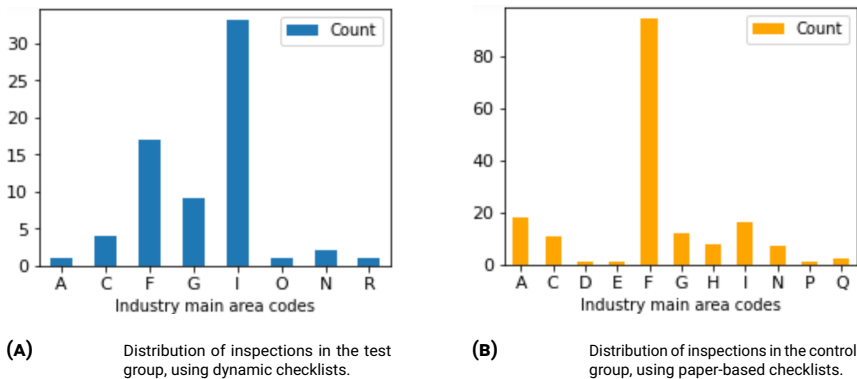 Count
30
25
20
15
10
5
0
A C F G I O N R
Industry main area codes
(A) Distribution of inspections in the test
group, using dynamic checklists.
Count
80
60
40
20
0
A C D E F G H I N P Q
Industry main area codes
(B) Distribution of inspections in the control
group, using paper-based checklists.